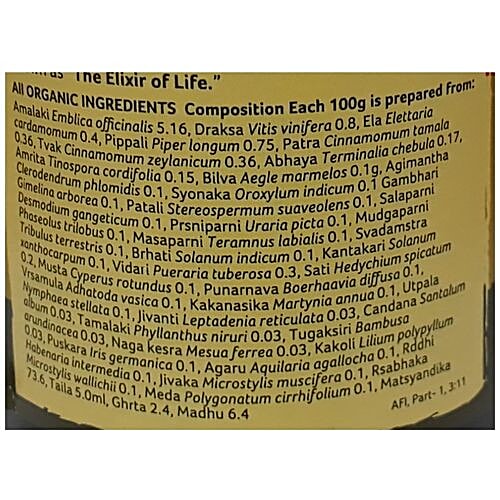 as "The Elixir of Life."
All ORGANIC INGREDIENTS Composition Each 100g is prepared from:
Amalaki Emblica officinalis 5.16, Draksa Vitis vinifera 0.8, Ela Elettaria
cardamomum 0.4, Pippali Piper longum 0.75, Patra Cinnamomum tamala
0.36, Tvak Cinnamomum zeylanicum 0.36, Abhaya Terminalia chebula 0.17,
Amrita Tinospora cordifolia 0.15, Bilva Aegle marmelos 0.1g, Agimantha
Clerodendrum phlomidis 0.1, Syonaka Oroxylum indicum 0.1 Gambhari
Gimelina arborea 0.1, Patali Stereospermum suaveolens 0.1, Salaparni
Desmodium gangeticum 0.1, Prsniparni Uraria picta 0.1, Mudgaparni
Phaseolus trilobus 0.1, Masaparni Teramnus labialis 0.1, Svadamstra
Tribulus terrestris 0.1, Brhati Solanum indicum 0.1, Kantakari Solanum
xanthocarpum 0.1, Vidari Pueraria tuberosa 0.3, Sati Hedychium spicatum
0.2, Musta Cyperus rotundus 0.1, Punarnava Boerhaavia diffusa 0.1,
Vrsamula Adhatoda vasica 0.1, Kakanasika Martynia annua 0.1, Utpala
Nymphaea stellata 0.1, Jivanti Leptadenia reticulata 0.03, Candana Santalum
album 0.03, Tamalaki Phyllanthus niruri 0.03, Tugaksiri Bambusa
arundinacea 0.03, Naga kesra Mesua ferrea 0.03, Kakoli Lilium polypyllum
0.03, Puskara Iris germanica 0.1, Agaru Aquilaria agallocha 0.1, Rddhi
Habenaria intermedia 0.1, Jivaka Microstylis muscifera 0.1, Rsabhaka
Microstylis wallichii 0.1, Meda Polygonatum cirrhifolium 0.1, Matsyandika
73.6, Taila 5.0ml, Ghrta 2.4, Madhu 6.4
AFI, Part- 1, 3:11